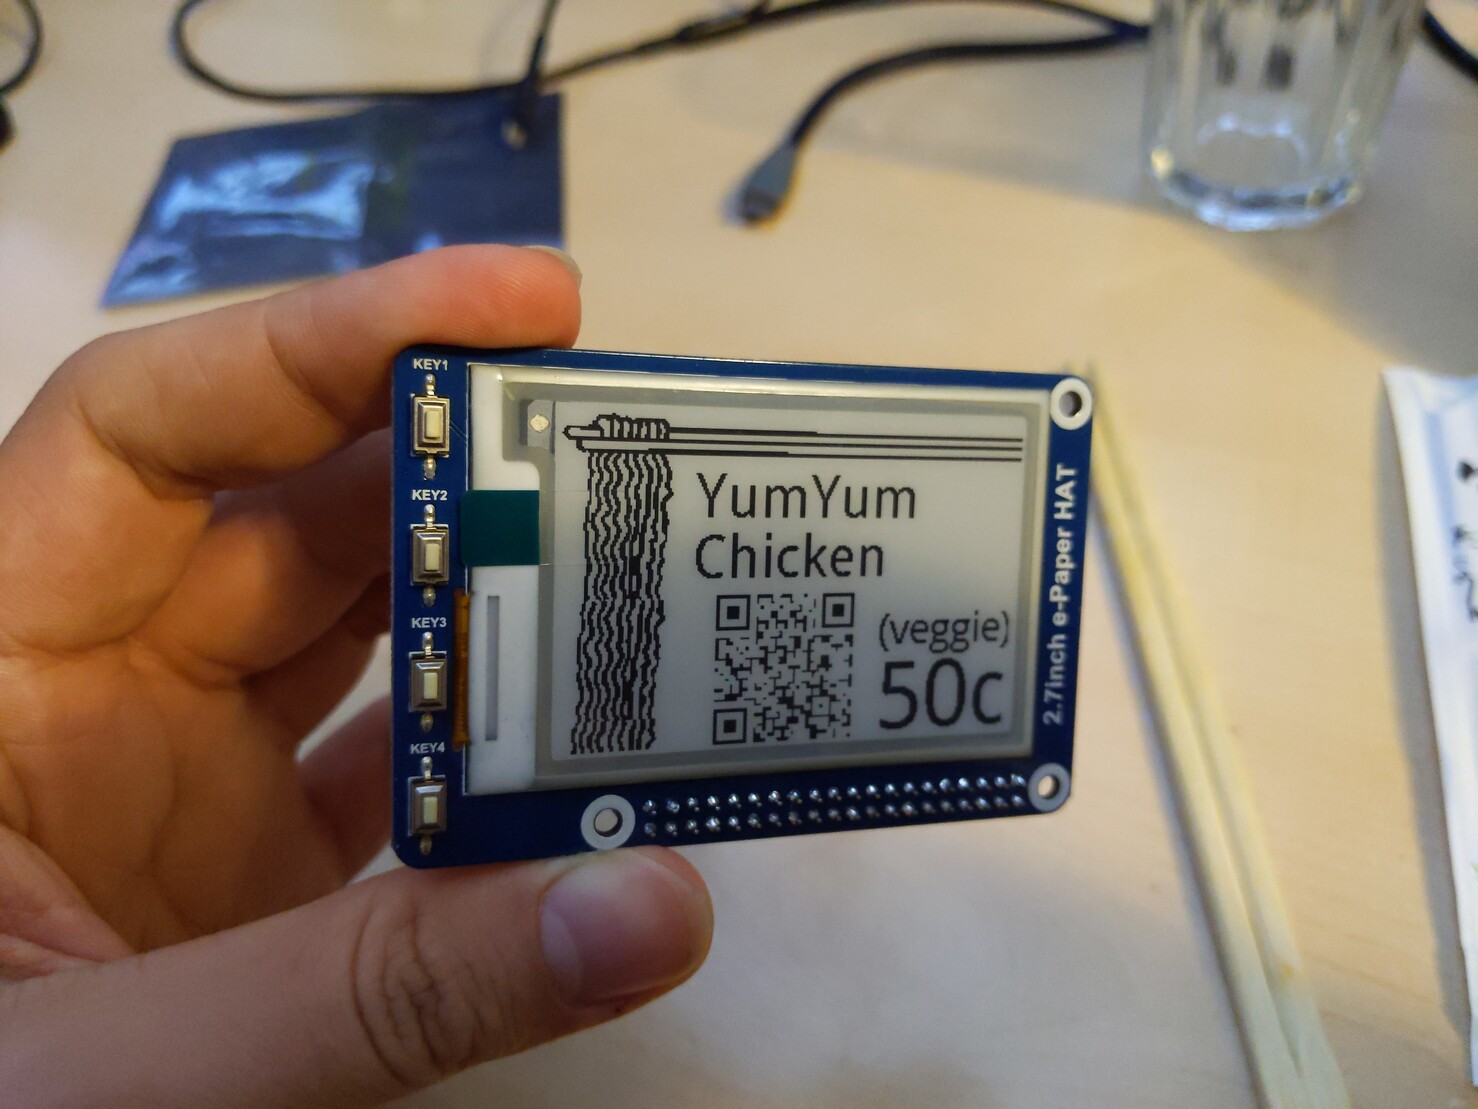 KEY1
KEY2
KEY3
KEY4
YumYum
Chicken
(veggie)
50c
2.7inch e-Paper HAT